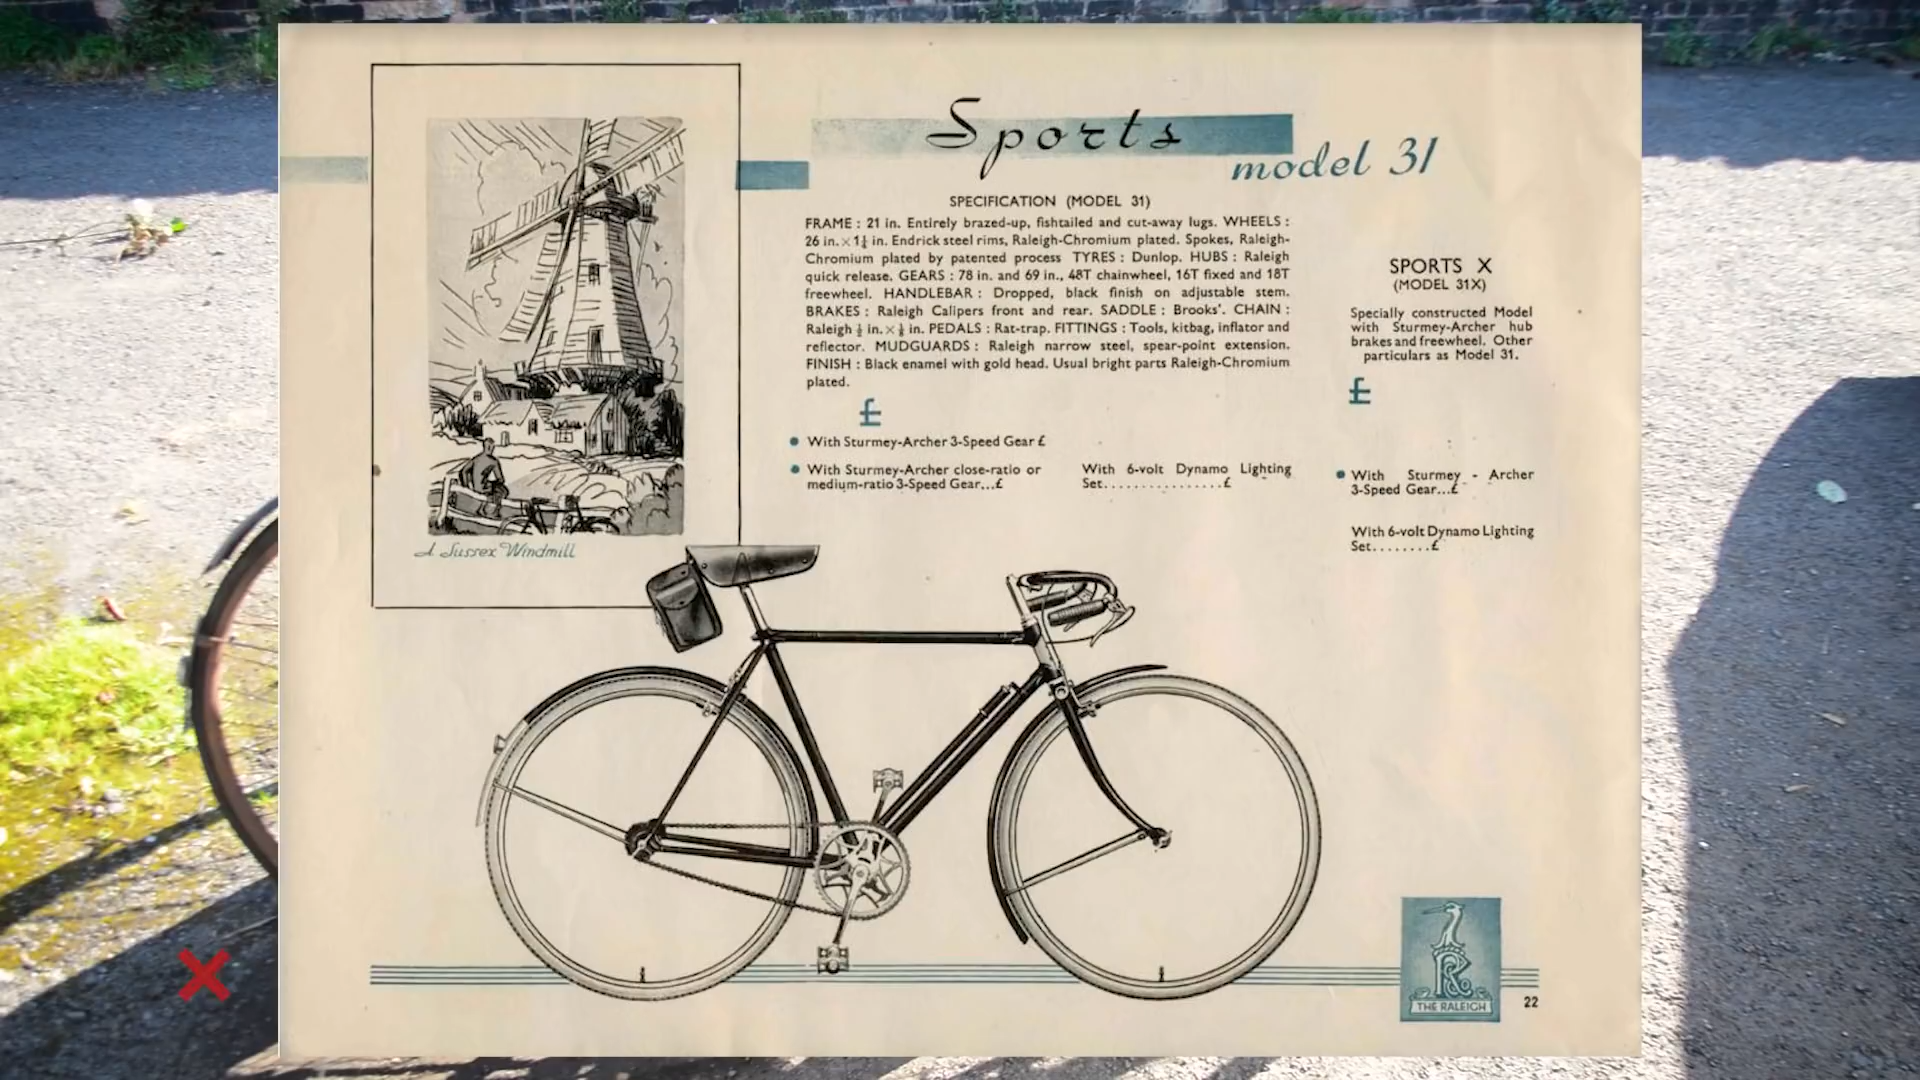 Sports
model 31
SPECIFICATION (MODEL 31)
FRAME : 21 in. Entirely brazed-up, fishtailed and cut-away lugs. WHEELS :
26 in. × 1¼ in. Endrick steel rims, Raleigh-Chromium plated. Spokes, Raleigh-
Chromium plated by patented process TYRES : Dunlop. HUBS : Raleigh
quick release. GEARS : 78 in. and 69 in., 48T chainwheel, 16T fixed and 18T
freewheel. HANDLEBAR : Dropped, black finish on adjustable stem.
BRAKES : Raleigh Calipers front and rear. SADDLE : Brooks'. CHAIN :
Raleigh ½ in. × ⅛ in. PEDALS : Rat-trap. FITTINGS : Tools, kitbag, inflator and
reflector. MUDGUARDS : Raleigh narrow steel, spear-point extension.
FINISH : Black enamel with gold head. Usual bright parts Raleigh-Chromium
plated.
£
With Sturmey-Archer 3-Speed Gear £
With Sturmey-Archer close-ratio or
medium-ratio 3-Speed Gear...£
With 6-volt Dynamo Lighting
Set...............£
SPORTS X
(MODEL 31X)
Specially constructed Model
with Sturmey-Archer hub
brakes and freewheel. Other
particulars as Model 31.
£
With Sturmey - Archer
3-Speed Gear...£
With 6-volt Dynamo Lighting
Set........£
A Sussex Windmill
R
THE RALEIGH
22